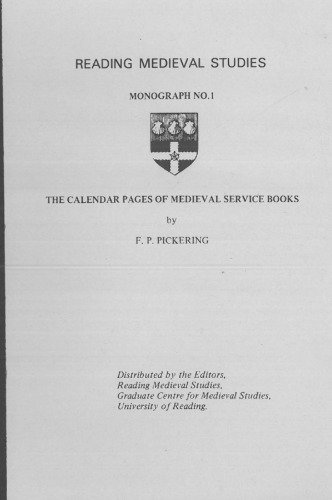 READING MEDIEVAL STUDIES
MONOGRAPH NO.1
THE CALENDAR PAGES OF MEDIEVAL SERVICE BOOKS
by
F. P. PICKERING
Distributed by the Editors,
Reading Medieval Studies,
Graduate Centre for Medieval Studies,
University of Reading.